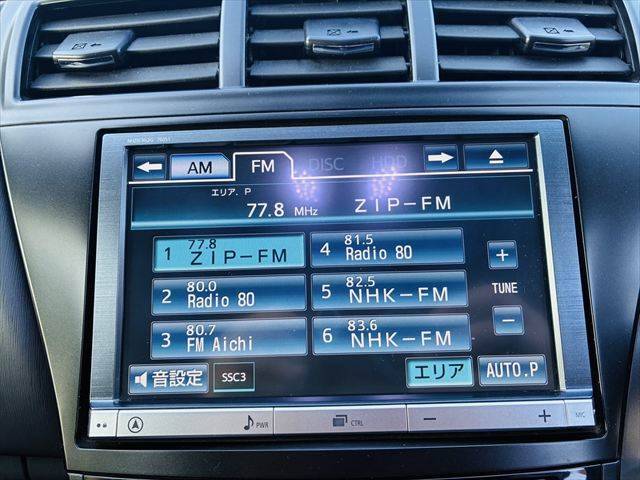 AM FM DISC HDD
エリア. P
77.8 MHz ZIP-FM
1 77.8 ZIP-FM
4 81.5 Radio 80
2 80.0 Radio 80
5 82.5 NHK-FM
3 80.7 FM Aichi
6 83.6 NHK-FM
+
TUNE
-
音設定 SSC3 エリア AUTO.P
PWR CTRL - + MIC